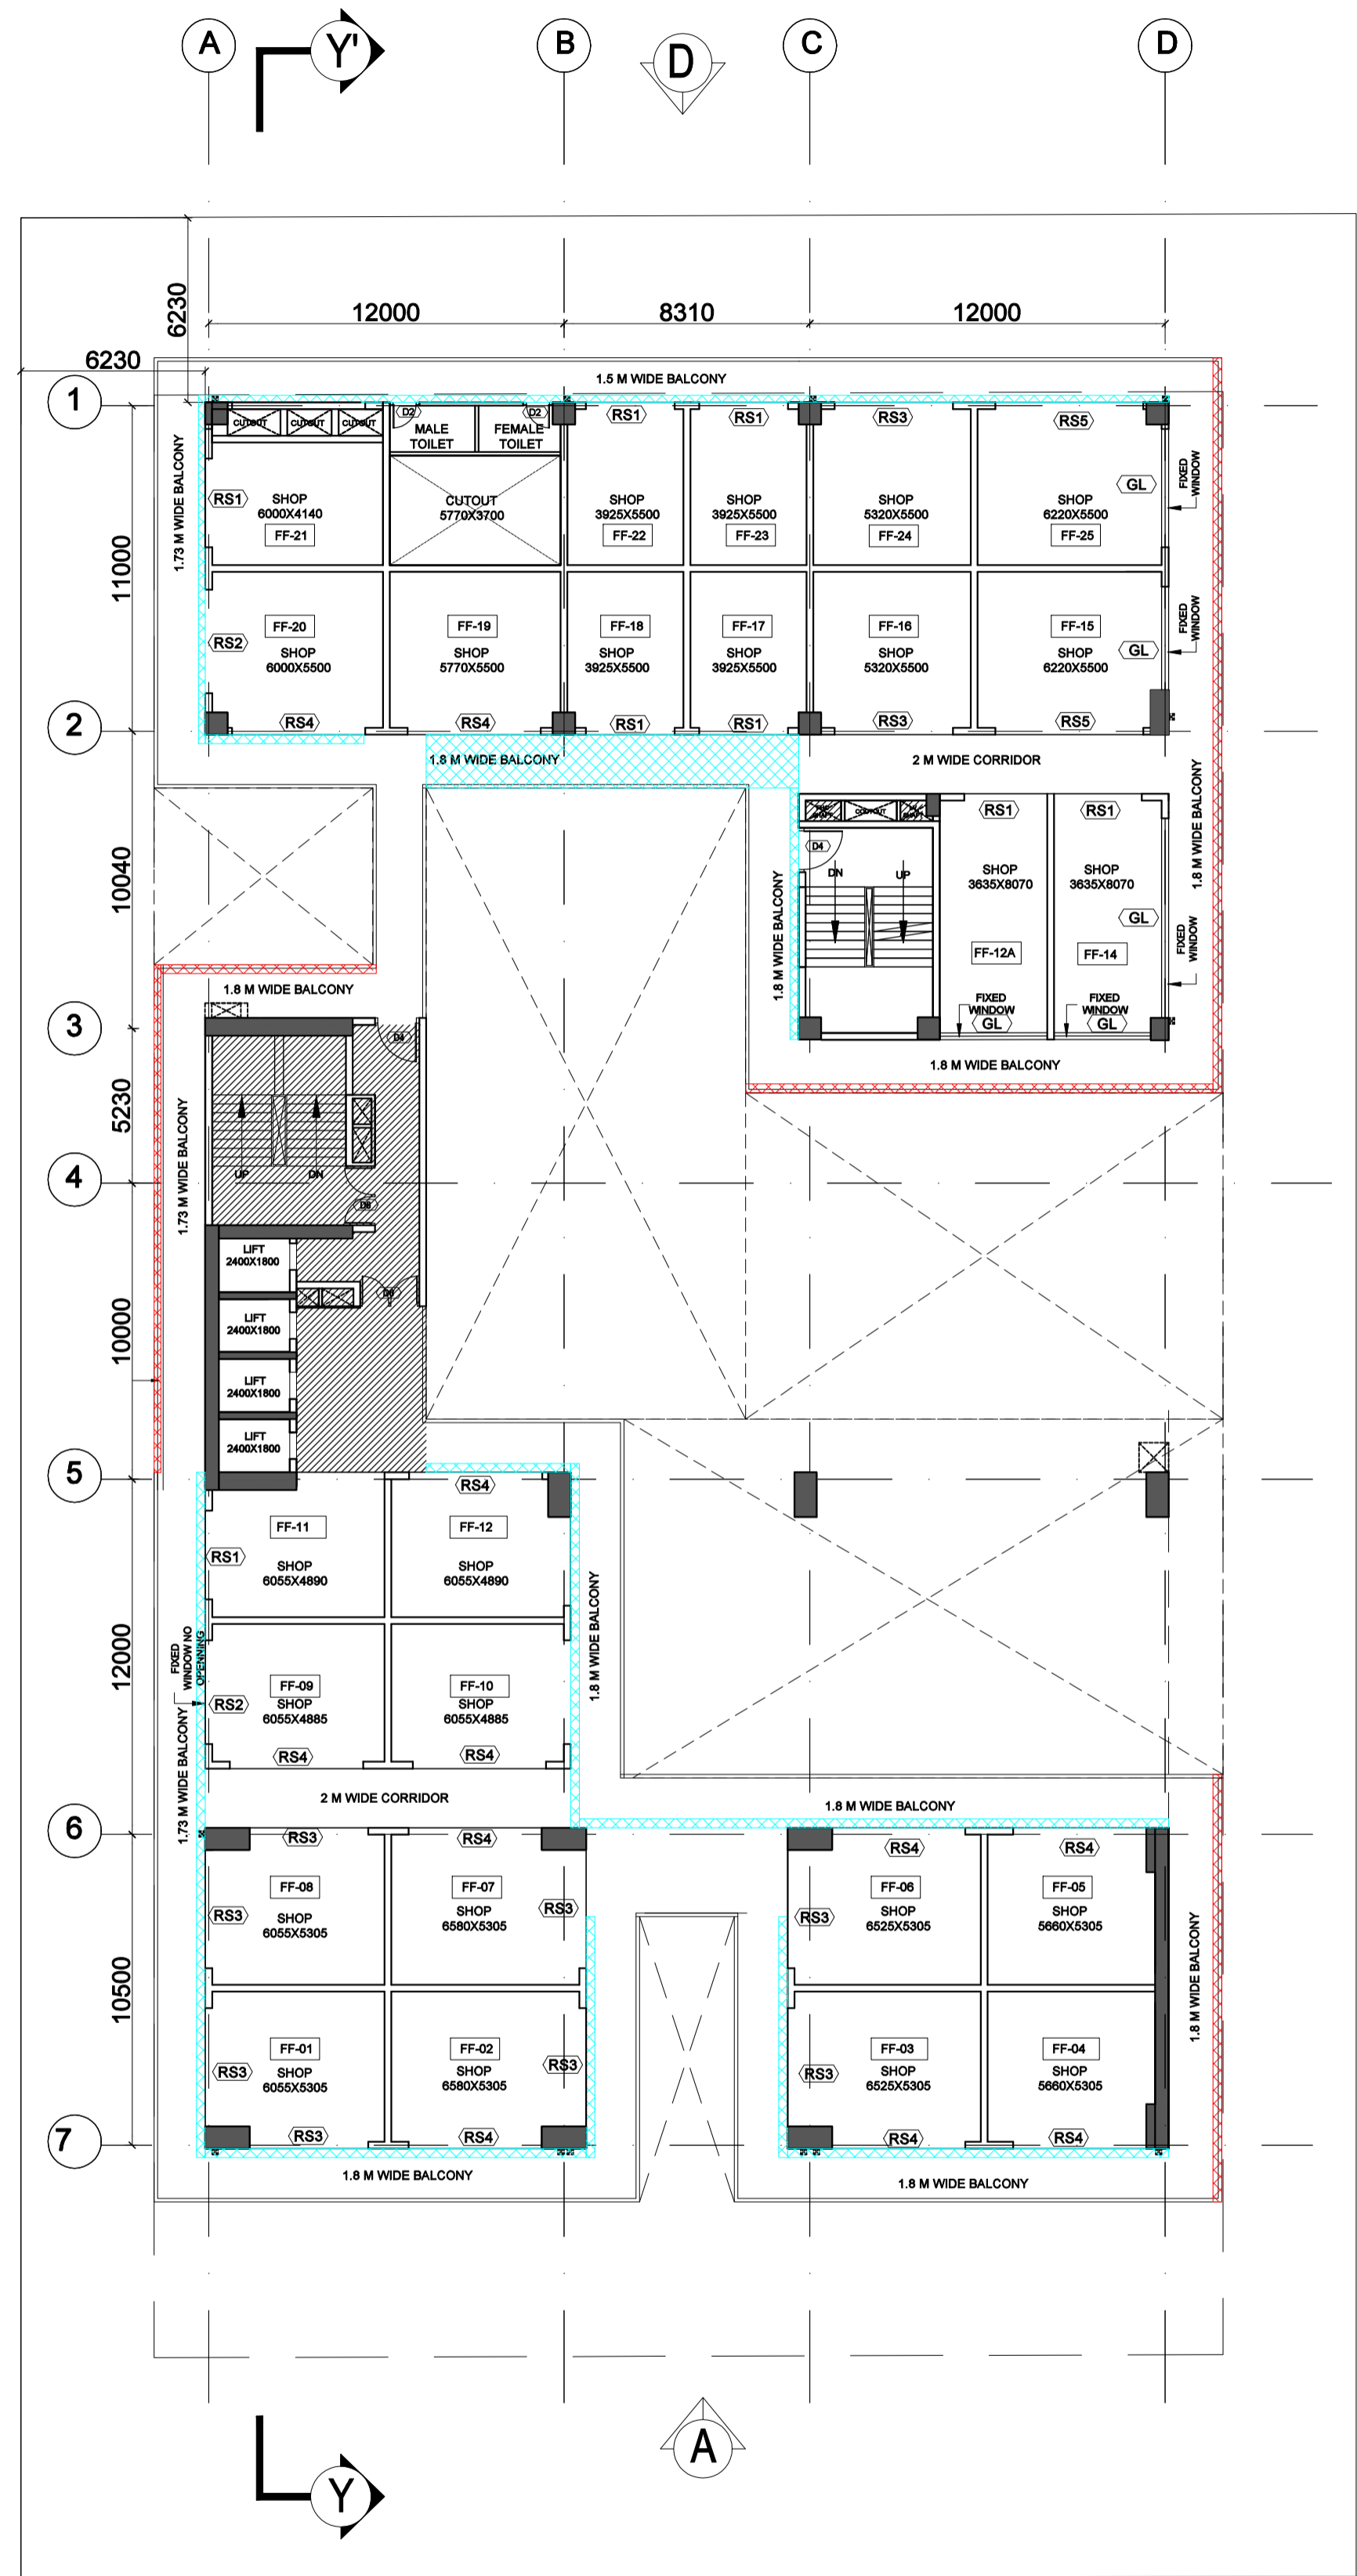 A
Y'
B
D
C
D
6230
12000
8310
12000
6230
1.5 M WIDE BALCONY
1
CUTOUT
CUTOUT
CUTOUT
D2
D2
MALE
TOILET
FEMALE
TOILET
RS1
RS1
RS3
RS5
1.73 M WIDE BALCONY
RS1
SHOP
6000X4140
FF-21
CUTOUT
5770X3700
SHOP
3925X5500
FF-22
SHOP
3925X5500
FF-23
SHOP
5320X5500
FF-24
SHOP
6220X5500
FF-25
GL
FIXED
WINDOW
11000
FF-20
SHOP
6000X5500
RS2
FF-19
SHOP
5770X5500
FF-18
SHOP
3925X5500
FF-17
SHOP
3925X5500
FF-16
SHOP
5320X5500
FF-15
SHOP
6220X5500
GL
FIXED
WINDOW
2
RS4
RS4
RS1
RS1
RS3
RS5
1.8 M WIDE BALCONY
2 M WIDE CORRIDOR
1.8 M WIDE BALCONY
10040
CUTOUT
RS1
RS1
D4
DN
UP
SHOP
3635X8070
SHOP
3635X8070
GL
FF-12A
FF-14
FIXED
WINDOW
1.8 M WIDE BALCONY
1.8 M WIDE BALCONY
FIXED
WINDOW
GL
FIXED
WINDOW
GL
3
D4
1.8 M WIDE BALCONY
5230
1.73 M WIDE BALCONY
4
UP
DN
LIFT
2400X1800
LIFT
2400X1800
LIFT
2400X1800
LIFT
2400X1800
10000
5
RS4
FF-11
FF-12
RS1
SHOP
6055X4890
SHOP
6055X4890
1.8 M WIDE BALCONY
12000
FIXED
WINDOW NO
OPENNING
FF-09
SHOP
6055X4885
RS2
FF-10
SHOP
6055X4885
RS4
RS4
1.73 M WIDE BALCONY
2 M WIDE CORRIDOR
1.8 M WIDE BALCONY
6
RS3
RS4
RS4
RS4
FF-08
SHOP
6055X5305
RS3
FF-07
SHOP
6580X5305
RS3
FF-06
SHOP
6525X5305
RS3
FF-05
SHOP
5660X5305
1.8 M WIDE BALCONY
10500
FF-01
SHOP
6055X5305
RS3
FF-02
SHOP
6580X5305
RS3
FF-03
SHOP
6525X5305
RS3
FF-04
SHOP
5660X5305
7
RS3
RS4
RS4
RS4
1.8 M WIDE BALCONY
1.8 M WIDE BALCONY
A
Y